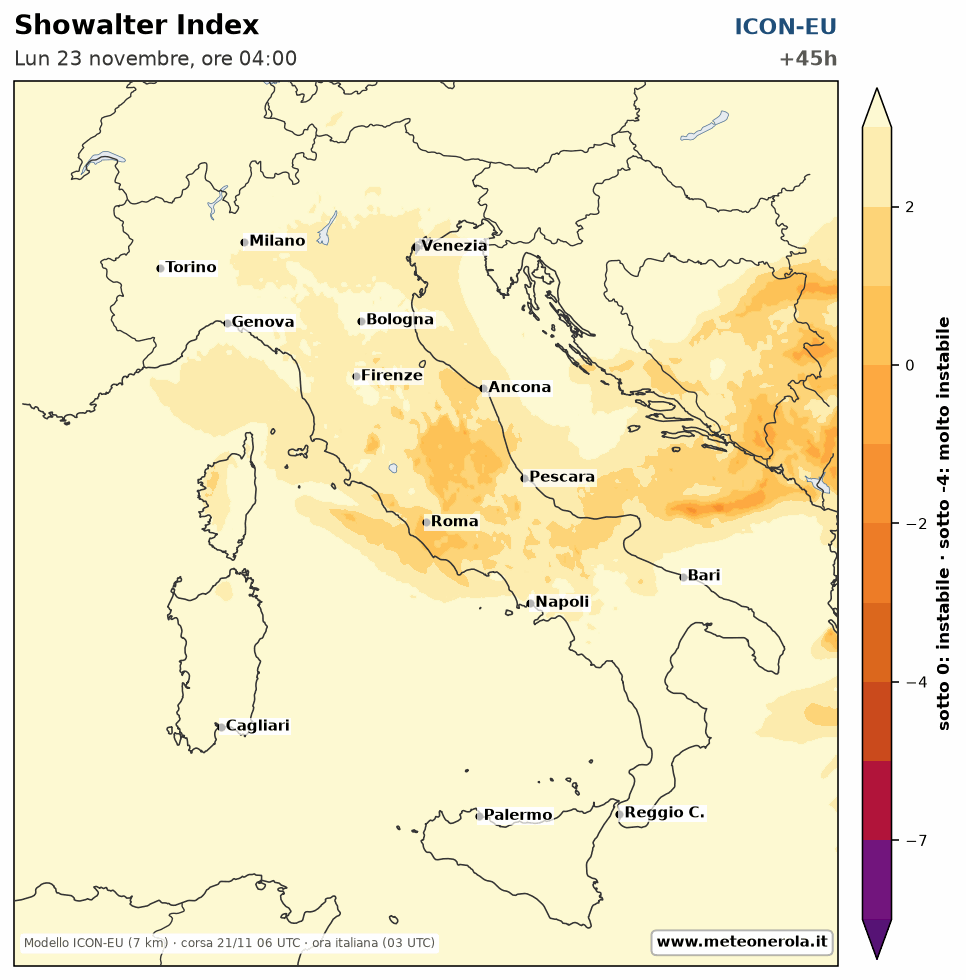 Showalter Index
ICON-EU
Lun 23 novembre, ore 04:00
+45h
Milano
Venezia
Torino
Genova
Bologna
Firenze
Ancona
Pescara
Roma
Bari
Napoli
Cagliari
Palermo
Reggio C.
2
0
−2
−4
−7
sotto 0: instabile · sotto -4: molto instabile
Modello ICON-EU (7 km) · corsa 21/11 06 UTC · ora italiana (03 UTC)
www.meteonerola.it